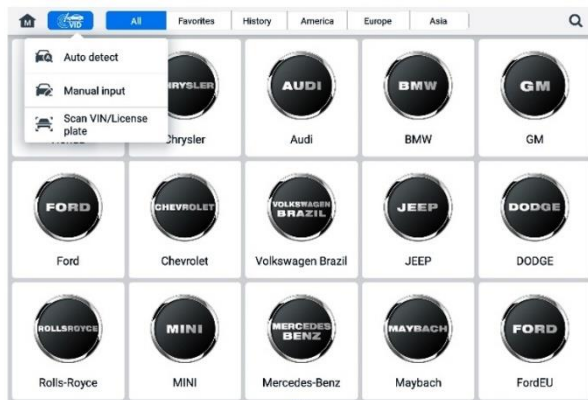 M
VID
All
Favorites
History
America
Europe
Asia
Auto detect
Manual input
Scan VIN/License
plate
AUDI
BMW
GM
Chrysler
Audi
BMW
GM
FORD
CHEVROLET
VOLKSWAGEN
BRAZIL
JEEP
DODGE
Ford
Chevrolet
Volkswagen Brazil
JEEP
DODGE
ROLLSROYCE
MINI
MERCEDES
BENZ
MAYBACH
FORD
Rolls-Royce
MINI
Mercedes-Benz
Maybach
FordEU